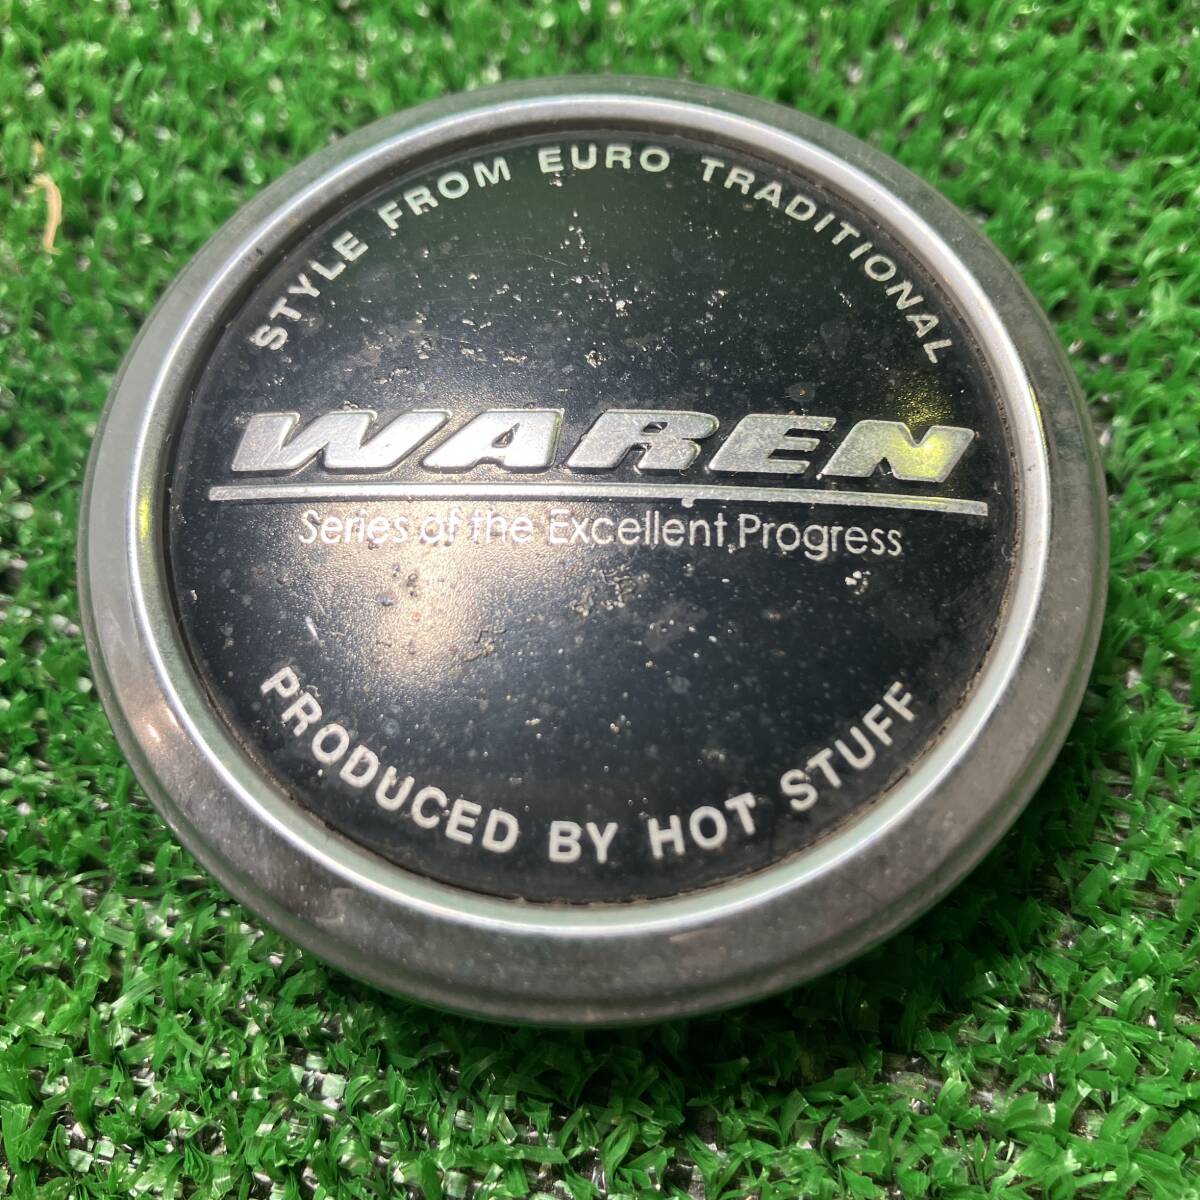 STYLE FROM EURO TRADITIONAL
WAREN
Series of the Excellent Progress
PRODUCED BY HOT STUFF